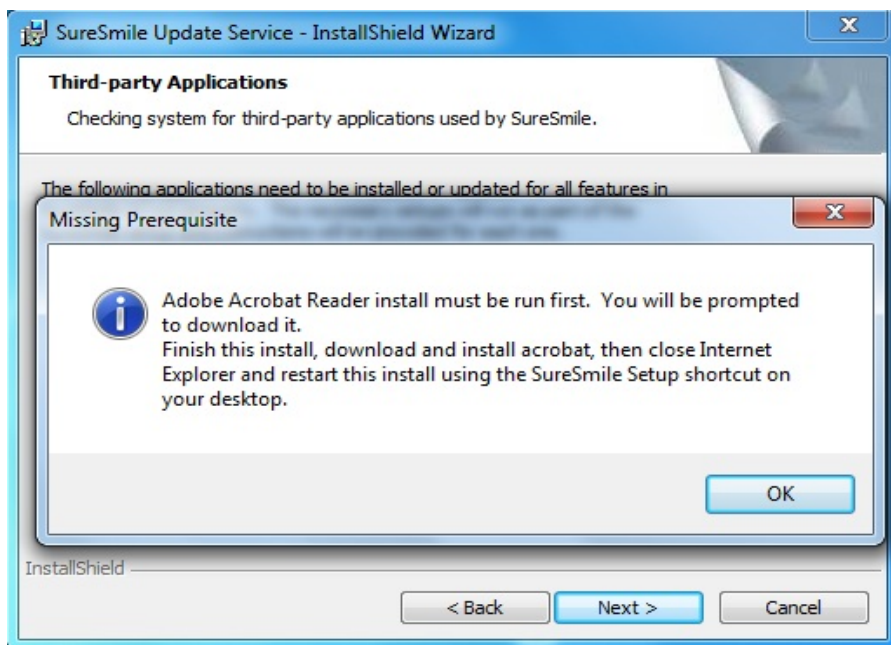 SureSmile Update Service - InstallShield Wizard
Third-party Applications
Checking system for third-party applications used by SureSmile.
The following applications need to be installed or updated for all features in
Missing Prerequisite
Adobe Acrobat Reader install must be run first.  You will be prompted
to download it.
Finish this install, download and install acrobat, then close Internet
Explorer and restart this install using the SureSmile Setup shortcut on
your desktop.
OK
InstallShield
< Back
Next >
Cancel